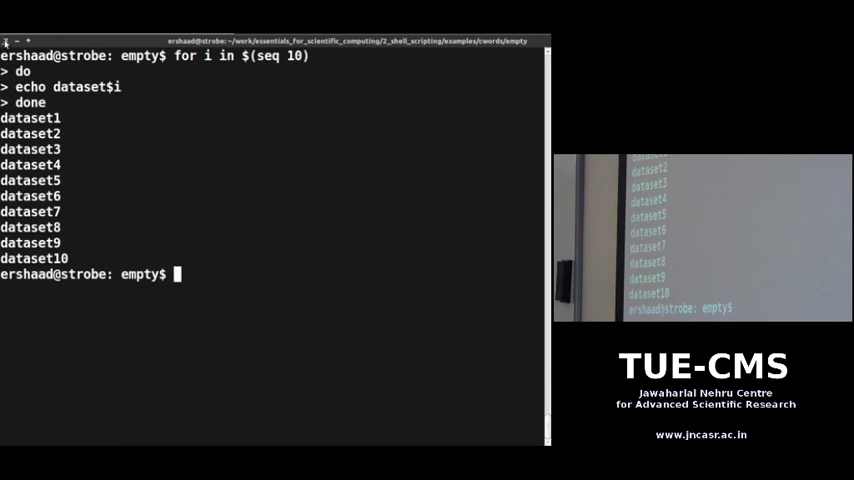 ershaad@strobe: ~/work/essentials_for_scientific_computing/2_shell_scripting/examples/cwords/empty
ershaad@strobe: empty$ for i in $(seq 10)
> do
> echo dataset$i
> done
dataset1
dataset2
dataset3
dataset4
dataset5
dataset6
dataset7
dataset8
dataset9
dataset10
ershaad@strobe: empty$
dataset2
dataset3
dataset4
dataset5
dataset6
dataset7
dataset8
dataset9
dataset10
ershaad@strobe: empty$
TUE-CMS
Jawaharlal Nehru Centre
for Advanced Scientific Research
www.jncasr.ac.in